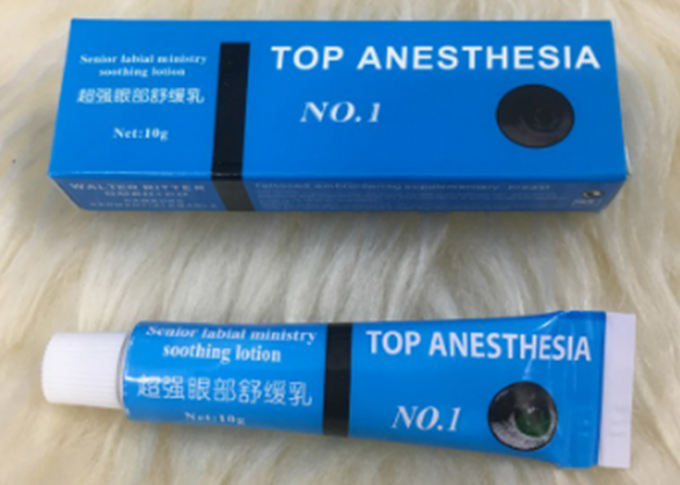 Senior labial ministry
soothing lotion
超强眼部舒缓乳
Net:10g
TOP ANESTHESIA
NO.1
WALTER RITTER
Senior labial ministry
soothing lotion
超强眼部舒缓乳
Net:10g
TOP ANESTHESIA
NO.1